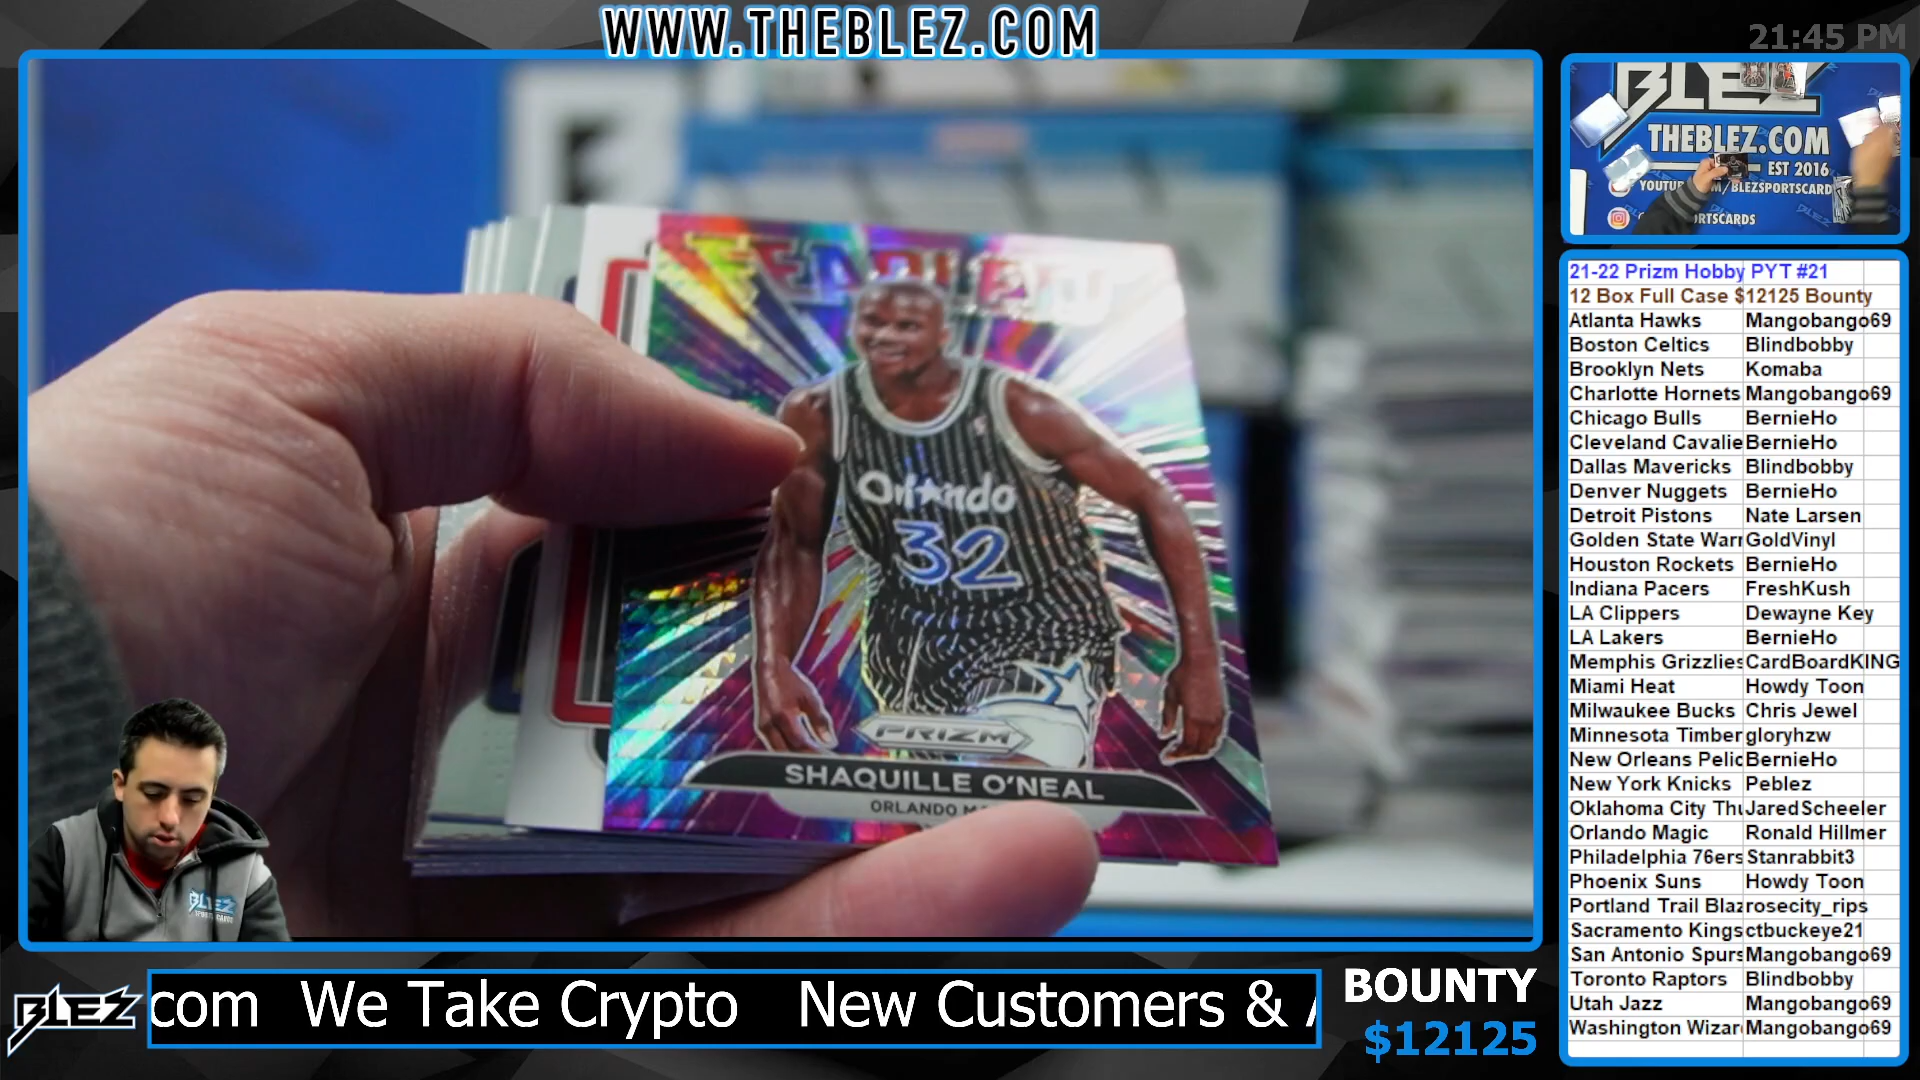 WWW.THEBLEZ.COM
21:45 PM
BLEZ
THEBLEZ.COM
EST 2016
M/BLEZSPORTSCARD
RTSCARDS
Orlando
32
PRIZM
SHAQUILLE O'NEAL
ORLANDO
BLEZ
21-22 Prizm Hobby PYT #21
12 Box Full Case $12125 Bounty
Atlanta Hawks Mangobango69
Boston Celtics Blindbobby
Brooklyn Nets Komaba
Charlotte Hornets Mangobango69
Chicago Bulls BernieHo
Cleveland Cavalie BernieHo
Dallas Mavericks Blindbobby
Denver Nuggets BernieHo
Detroit Pistons Nate Larsen
Golden State Warr GoldVinyl
Houston Rockets BernieHo
Indiana Pacers FreshKush
LA Clippers Dewayne Key
LA Lakers BernieHo
Memphis Grizzlies CardBoardKING
Miami Heat Howdy Toon
Milwaukee Bucks Chris Jewel
Minnesota Timber gloryhzw
New Orleans Pelic BernieHo
New York Knicks Peblez
Oklahoma City Thu JaredScheeler
Orlando Magic Ronald Hillmer
Philadelphia 76ers Stanrabbit3
Phoenix Suns Howdy Toon
Portland Trail Blaz rosecity_rips
Sacramento Kings ctbuckeye21
San Antonio Spurs Mangobango69
Toronto Raptors Blindbobby
Utah Jazz Mangobango69
Washington Wizar Mangobango69
BLEZ
com We Take Crypto New Customers &
BOUNTY
$12125